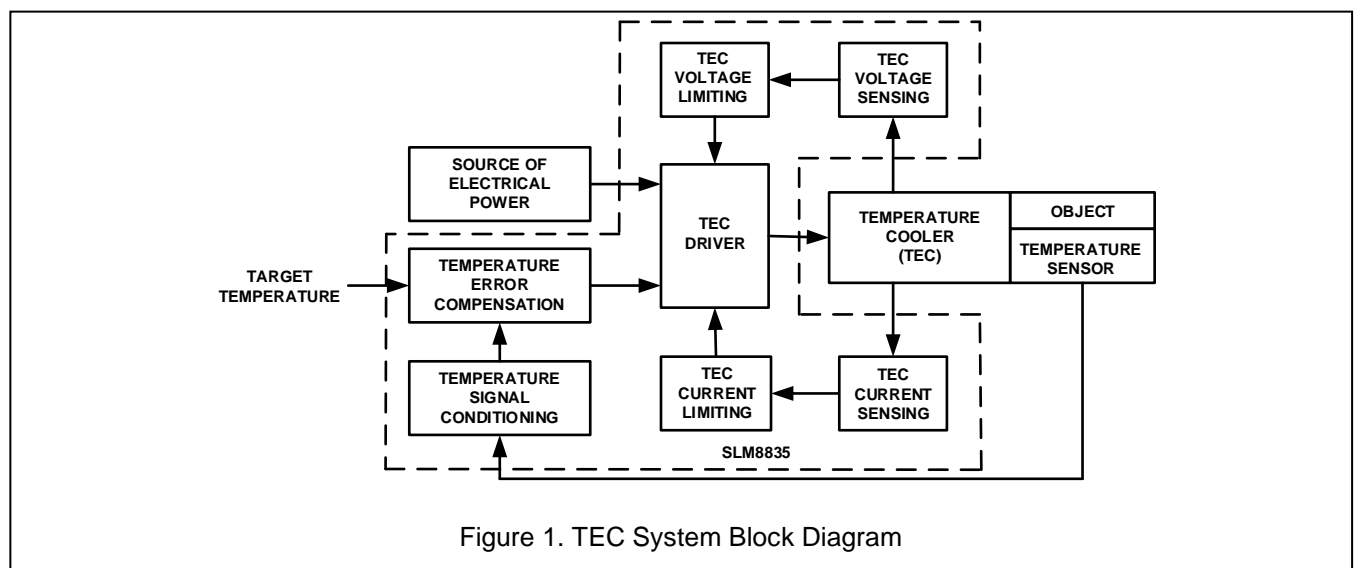 TEC
VOLTAGE
LIMITING
TEC
VOLTAGE
SENSING
SOURCE OF
ELECTRICAL
POWER
TEC
DRIVER
TEMPERATURE
COOLER
(TEC)
OBJECT
TEMPERATURE
SENSOR
TARGET
TEMPERATURE
TEMPERATURE
ERROR
COMPENSATION
TEMPERATURE
SIGNAL
CONDITIONING
TEC
CURRENT
LIMITING
TEC
CURRENT
SENSING
SLM8835
Figure 1. TEC System Block Diagram